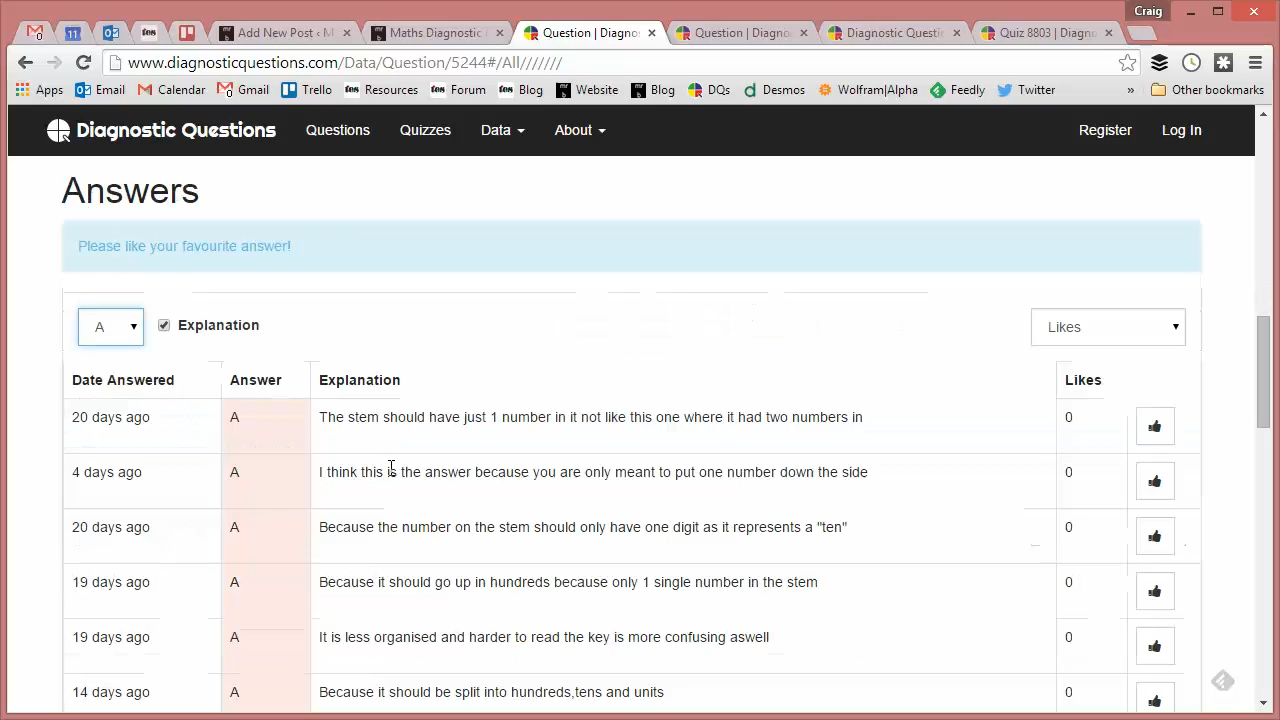 Craig
Add New Post ‹ M
Maths Diagnostic
Question | Diagnos
Question | Diagno
Diagnostic Questi
Quiz 8803 | Diagn
www.diagnosticquestions.com/Data/Question/5244#/All///////
Apps Email Calendar Gmail Trello tes Resources tes Forum tes Blog Website Blog DQs Desmos Wolfram|Alpha Feedly Twitter » Other bookmarks
Diagnostic Questions Questions Quizzes Data About Register Log In
Answers
Please like your favourite answer!
A Explanation Likes
Date Answered Answer Explanation Likes
20 days ago A The stem should have just 1 number in it not like this one where it had two numbers in 0
4 days ago A I think this is the answer because you are only meant to put one number down the side 0
20 days ago A Because the number on the stem should only have one digit as it represents a "ten" 0
19 days ago A Because it should go up in hundreds because only 1 single number in the stem 0
19 days ago A It is less organised and harder to read the key is more confusing aswell 0
14 days ago A Because it should be split into hundreds,tens and units 0